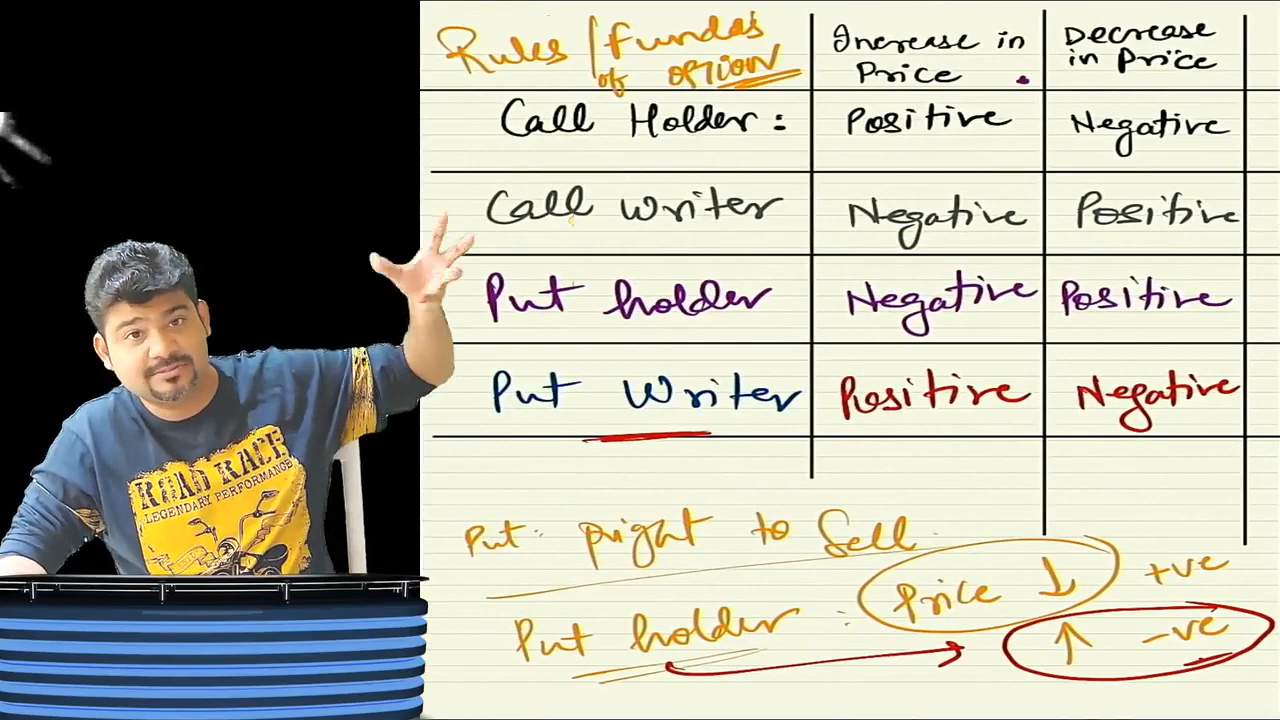 Rules / funda's of option
Increase in Price
Decrease in Price
Call Holder : Positive Negative
Call Writer Negative Positive
Put holder Negative Positive
Put Writer Positive Negative
Put: right to Sell
Put holder : Price ↓ +ve
↑ -ve
ROAD RACE
LEGENDARY PERFORMANCE